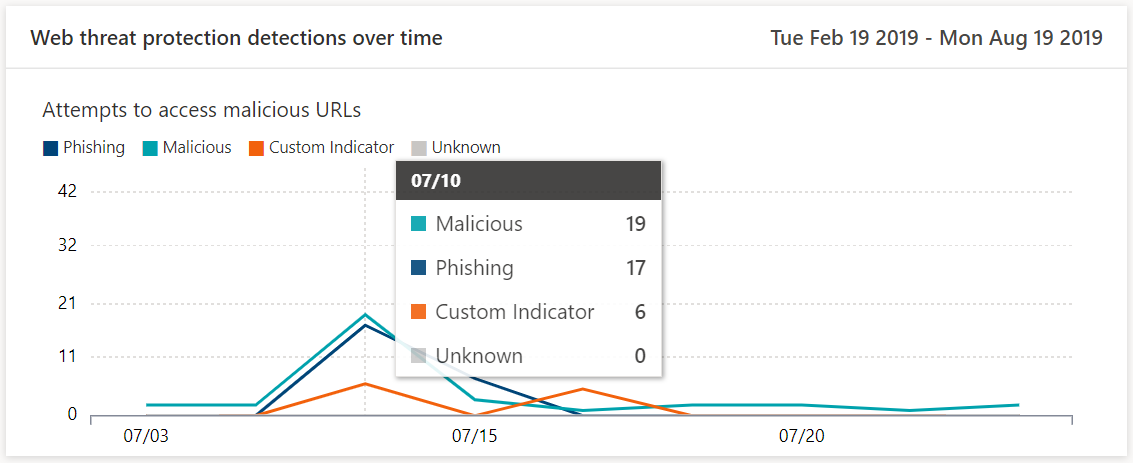 Web threat protection detections over time Tue Feb 19 2019 - Mon Aug 19 2019
Attempts to access malicious URLs
Phishing Malicious Custom Indicator Unknown
07/10
Malicious 19
Phishing 17
Custom Indicator 6
Unknown 0
42
32
21
11
0
07/03 07/15 07/20